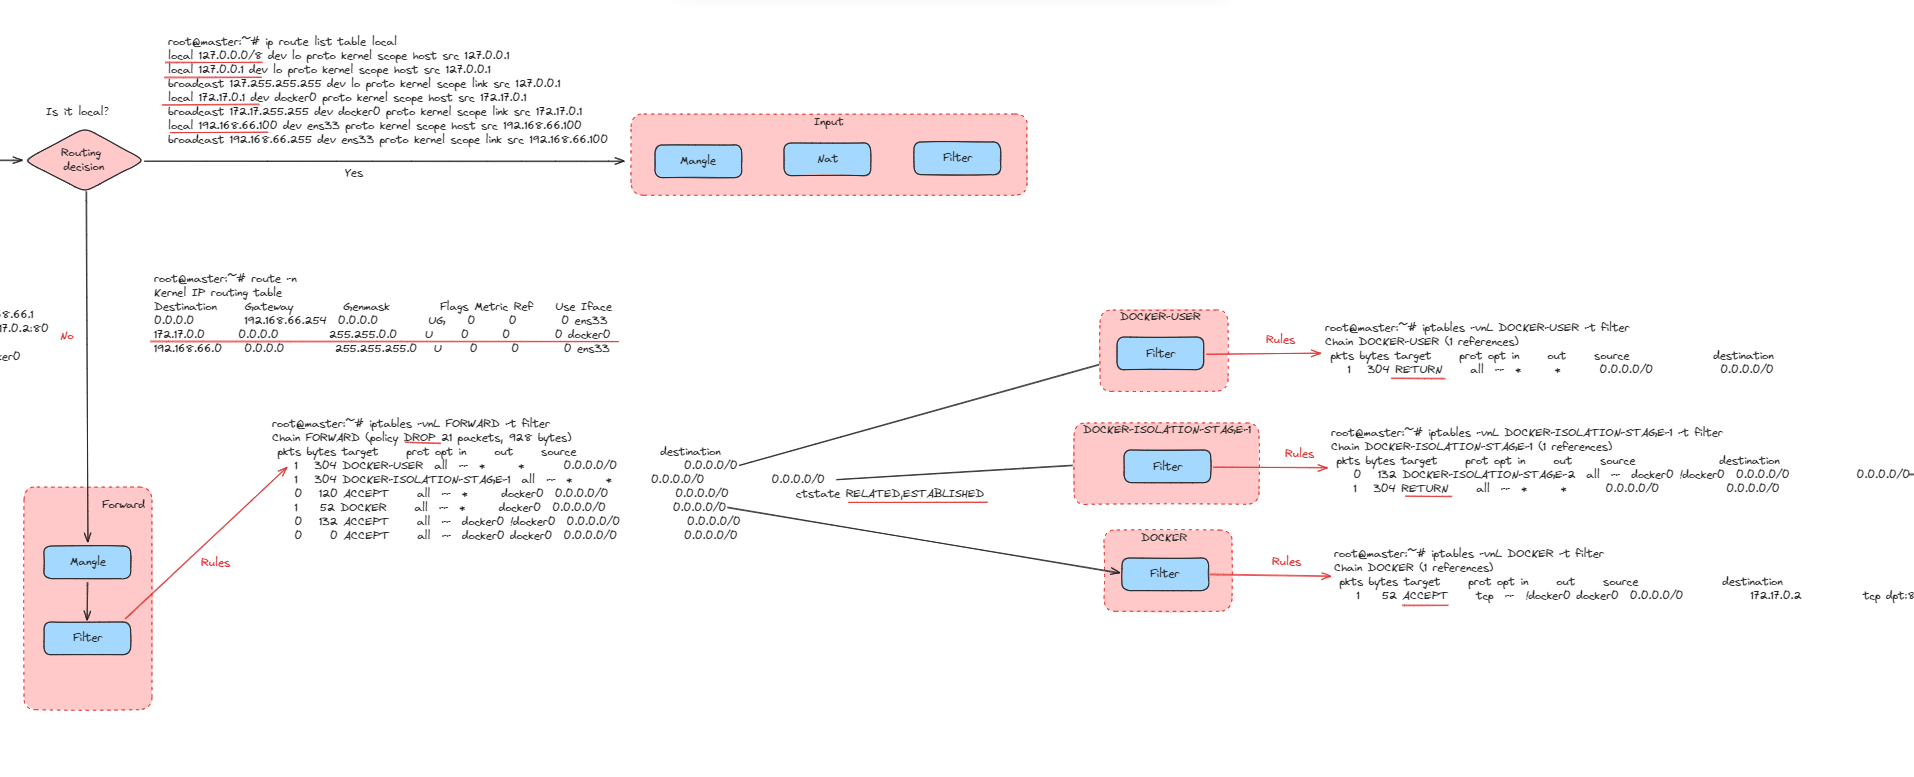 root@master:~# ip route list table local
local 127.0.0.0/8 dev lo proto kernel scope host src 127.0.0.1
local 127.0.0.1 dev lo proto kernel scope host src 127.0.0.1
broadcast 127.255.255.255 dev lo proto kernel scope link src 127.0.0.1
local 172.17.0.1 dev docker0 proto kernel scope host src 172.17.0.1
broadcast 172.17.255.255 dev docker0 proto kernel scope link src 172.17.0.1
local 192.168.66.100 dev ens33 proto kernel scope host src 192.168.66.100
broadcast 192.168.66.255 dev ens33 proto kernel scope link src 192.168.66.100
Is it local?
Routing
decision
Yes
Input
Mangle
Nat
Filter
root@master:~# route -n
Kernel IP routing table
Destination Gateway Genmask Flags Metric Ref Use Iface
0.0.0.0 192.168.66.254 0.0.0.0 UG 0 0 0 ens33
172.17.0.0 0.0.0.0 255.255.0.0 U 0 0 0 docker0
192.168.66.0 0.0.0.0 255.255.255.0 U 0 0 0 ens33
8.66.1
17.0.2:80
ker0
No
root@master:~# iptables -vnL FORWARD -t filter
Chain FORWARD (policy DROP 21 packets, 928 bytes)
pkts bytes target prot opt in out source destination
1 304 DOCKER-USER all -- * * 0.0.0.0/0 0.0.0.0/0
1 304 DOCKER-ISOLATION-STAGE-1 all -- * * 0.0.0.0/0 0.0.0.0/0
0 120 ACCEPT all -- * docker0 0.0.0.0/0 0.0.0.0/0 ctstate RELATED,ESTABLISHED
1 52 DOCKER all -- * docker0 0.0.0.0/0 0.0.0.0/0
0 132 ACCEPT all -- docker0 !docker0 0.0.0.0/0 0.0.0.0/0
0 0 ACCEPT all -- docker0 docker0 0.0.0.0/0 0.0.0.0/0
Forward
Mangle
Filter
Rules
DOCKER-USER
Filter
Rules
root@master:~# iptables -vnL DOCKER-USER -t filter
Chain DOCKER-USER (1 references)
pkts bytes target prot opt in out source destination
1 304 RETURN all -- * * 0.0.0.0/0 0.0.0.0/0
DOCKER-ISOLATION-STAGE-1
Filter
Rules
root@master:~# iptables -vnL DOCKER-ISOLATION-STAGE-1 -t filter
Chain DOCKER-ISOLATION-STAGE-1 (1 references)
pkts bytes target prot opt in out source destination
0 132 DOCKER-ISOLATION-STAGE-2 all -- docker0 !docker0 0.0.0.0/0 0.0.0.0/0
1 304 RETURN all -- * * 0.0.0.0/0 0.0.0.0/0
DOCKER
Filter
Rules
root@master:~# iptables -vnL DOCKER -t filter
Chain DOCKER (1 references)
pkts bytes target prot opt in out source destination
1 52 ACCEPT tcp -- !docker0 docker0 0.0.0.0/0 172.17.0.2 tcp dpt:8